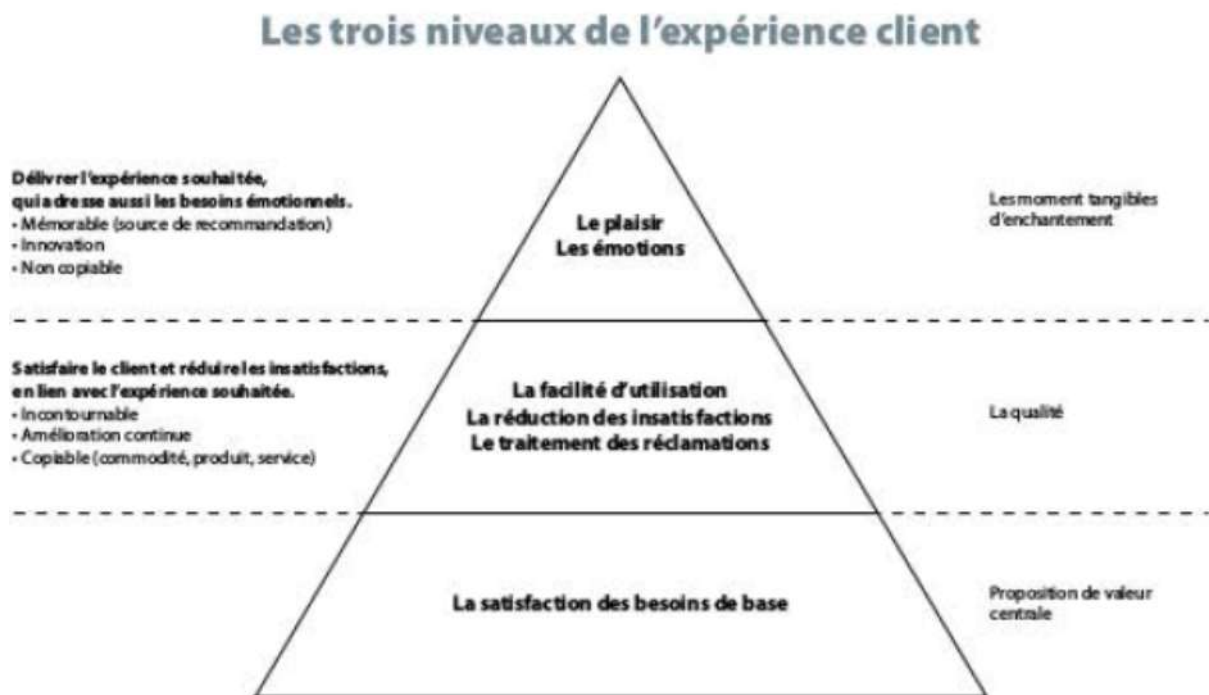 Les trois niveaux de l'expérience client
Délivrer l'expérience souhaitée,
qui adresse aussi les besoins émotionnels.
• Mémorable (source de recommandation)
• Innovation
• Non copiable
Le plaisir
Les émotions
Les moment tangibles
d'enchantement
Satisfaire le client et réduire les insatisfactions,
en lien avec l'expérience souhaitée.
• Incontournable
• Amélioration continue
• Copiable (commodité, produit, service)
La facilité d'utilisation
La réduction des insatisfactions
Le traitement des réclamations
La qualité
La satisfaction des besoins de base
Proposition de valeur
centrale